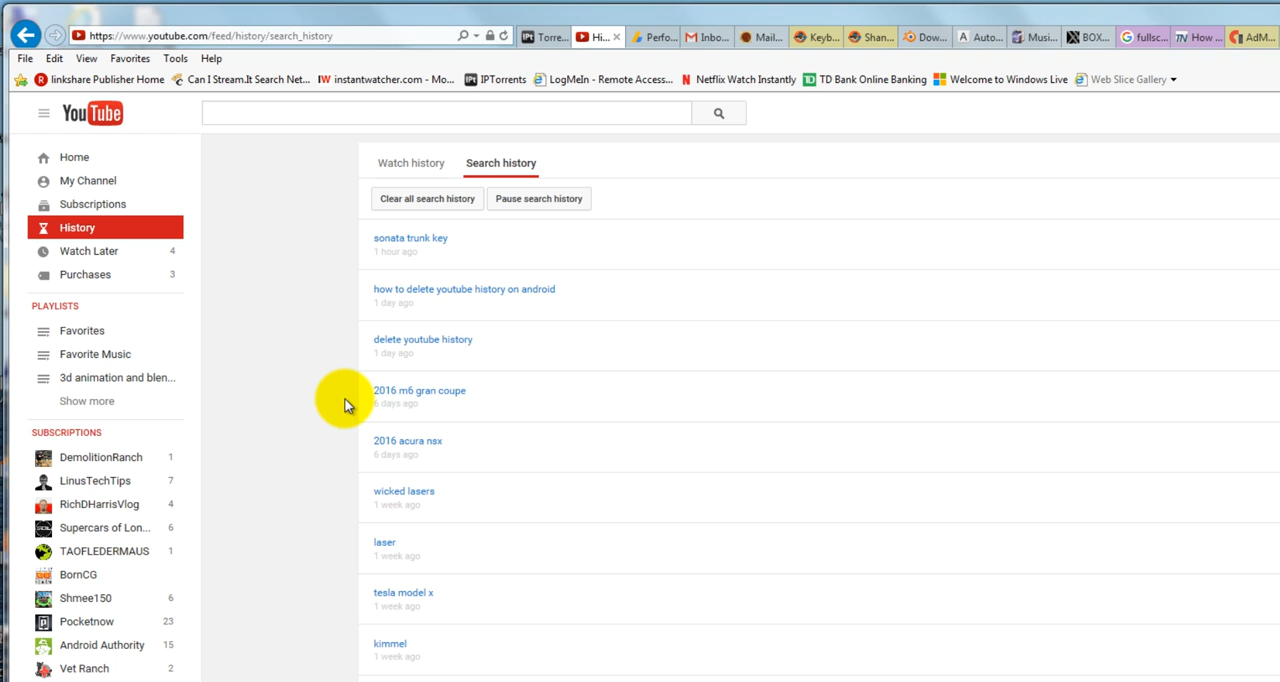 https://www.youtube.com/feed/history/search_history
Torre... Hi... Perfo... Inbo... Mail... Keyb... Shan... Dow... Auto... Musi... BOX... fullsc... How ... AdM...
File Edit View Favorites Tools Help
linkshare Publisher Home Can I Stream.It Search Net... instantwatcher.com - Mo... IPTorrents LogMeIn - Remote Access... Netflix Watch Instantly TD Bank Online Banking Welcome to Windows Live Web Slice Gallery
YouTube
Home
My Channel
Subscriptions
History
Watch Later 4
Purchases 3
PLAYLISTS
Favorites
Favorite Music
3d animation and blen...
Show more
SUBSCRIPTIONS
DemolitionRanch 1
LinusTechTips 7
RichDHarrisVlog 4
Supercars of Lon... 6
TAOFLEDERMAUS 1
BornCG
Shmee150 6
Pocketnow 23
Android Authority 15
Vet Ranch 2
Watch history Search history
Clear all search history Pause search history
sonata trunk key
1 hour ago
how to delete youtube history on android
1 day ago
delete youtube history
1 day ago
2016 m6 gran coupe
6 days ago
2016 acura nsx
6 days ago
wicked lasers
1 week ago
laser
1 week ago
tesla model x
1 week ago
kimmel
1 week ago